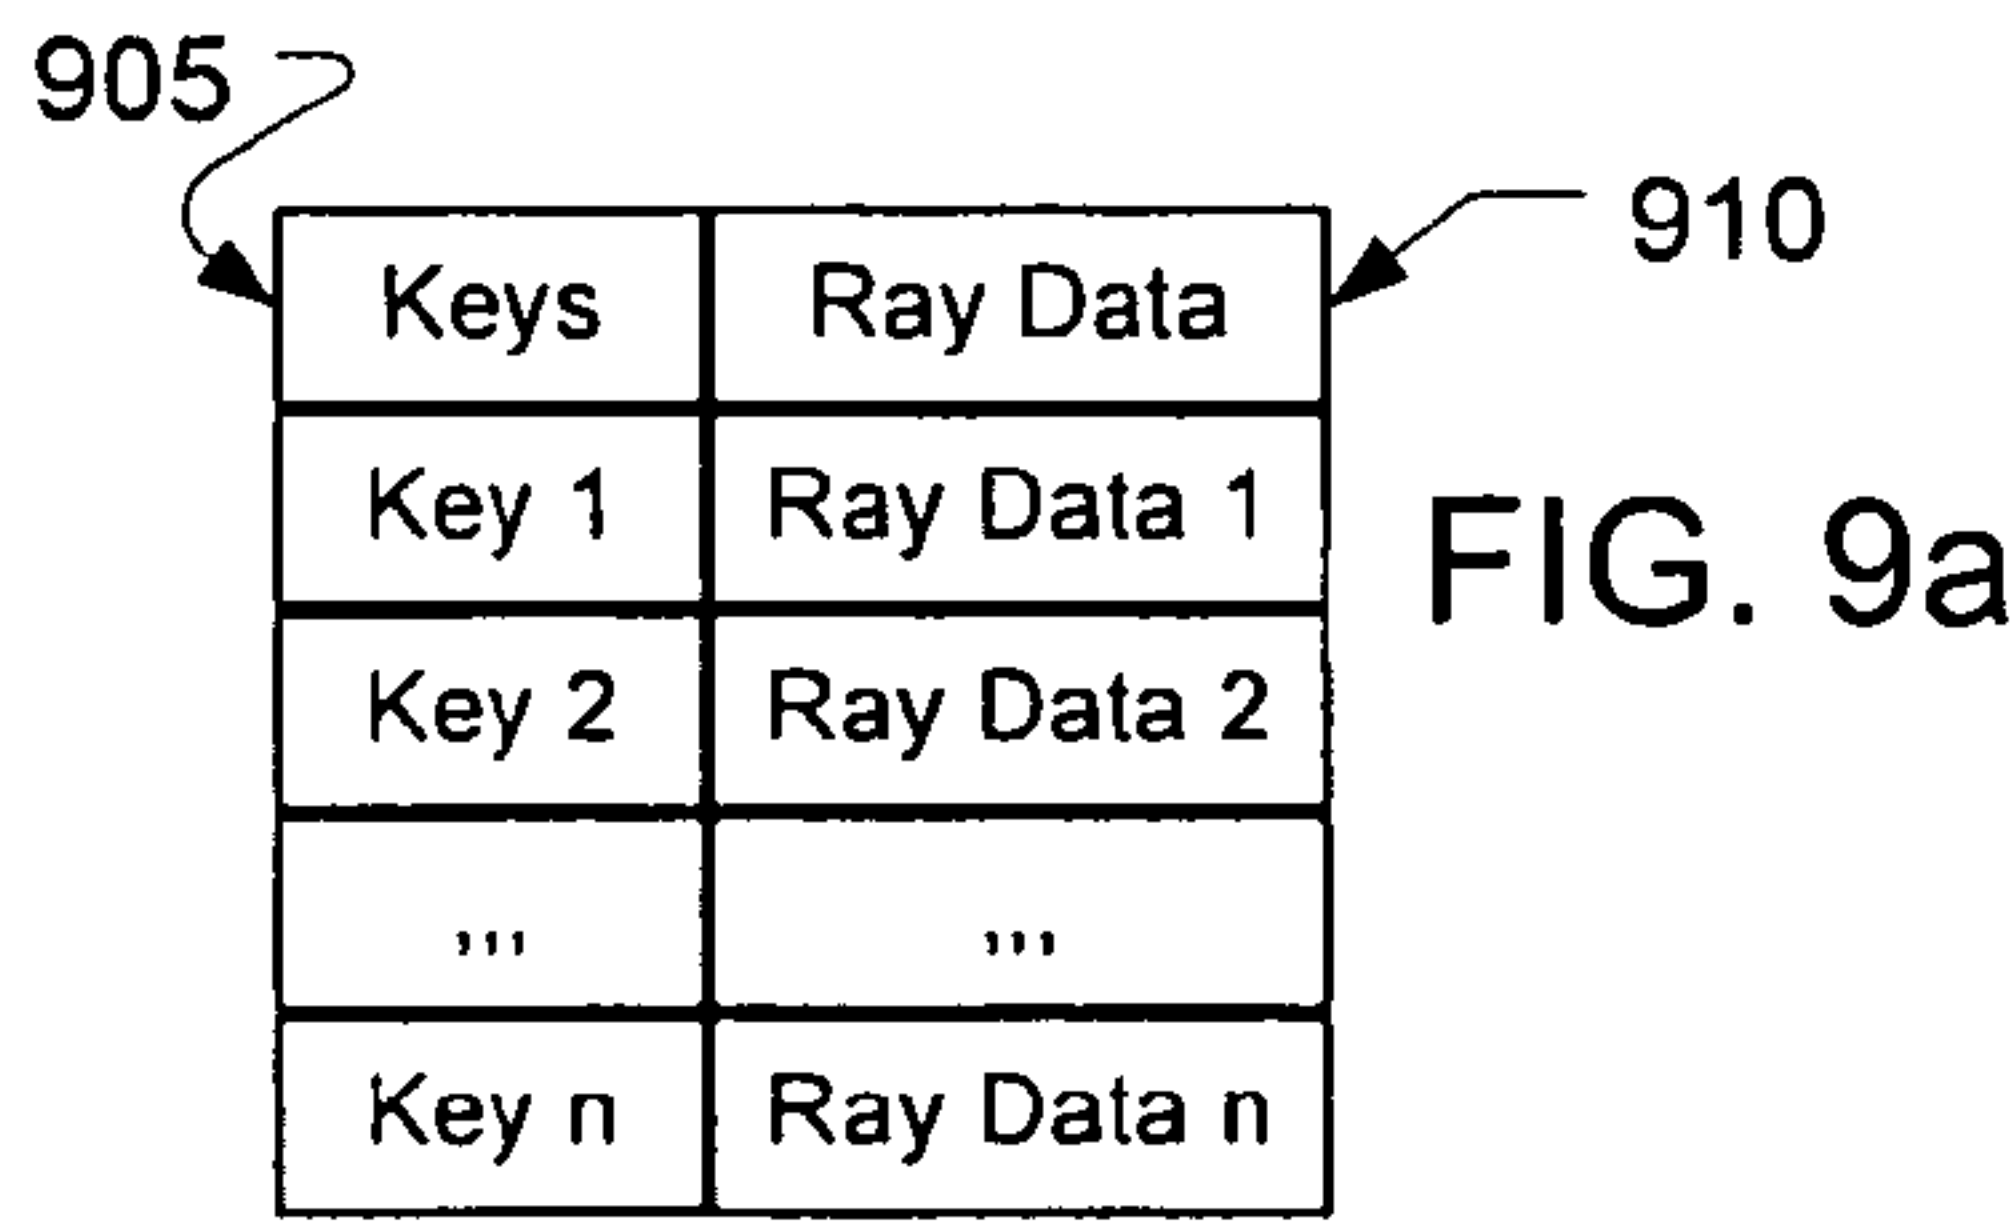 905
910
Keys Ray Data
Key 1 Ray Data 1
Key 2 Ray Data 2
,,, ,,,
Key n Ray Data n
FIG. 9a